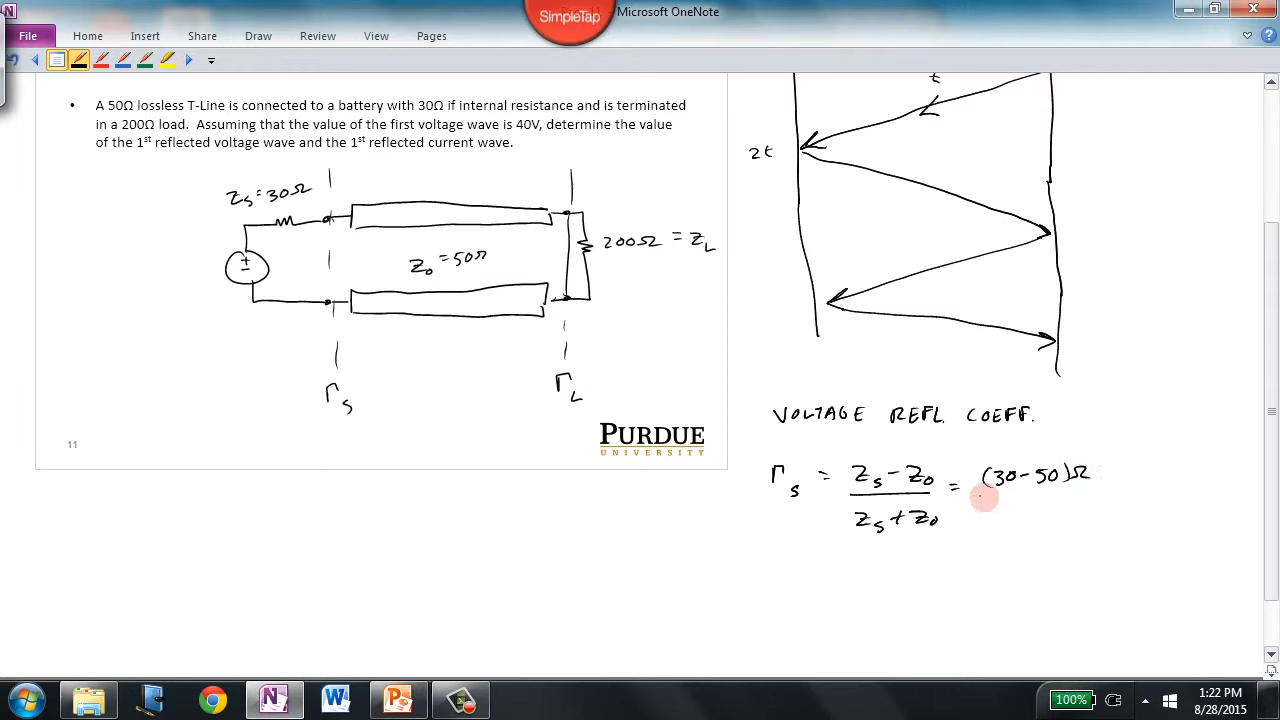 SimpleTap
Microsoft OneNote
File Home Insert Share Draw Review View Pages
• A 50Ω lossless T-Line is connected to a battery with 30Ω if internal resistance and is terminated
in a 200Ω load. Assuming that the value of the first voltage wave is 40V, determine the value
of the 1st reflected voltage wave and the 1st reflected current wave.
t
2t
Zs=30Ω
+
-
Z0=50Ω
200Ω = ZL
ΓS
ΓL
VOLTAGE REFL. COEFF.
Γs = Zs-Z0 = (30-50)Ω
Zs+Z0
11
PURDUE
UNIVERSITY
100%
1:22 PM
8/28/2015